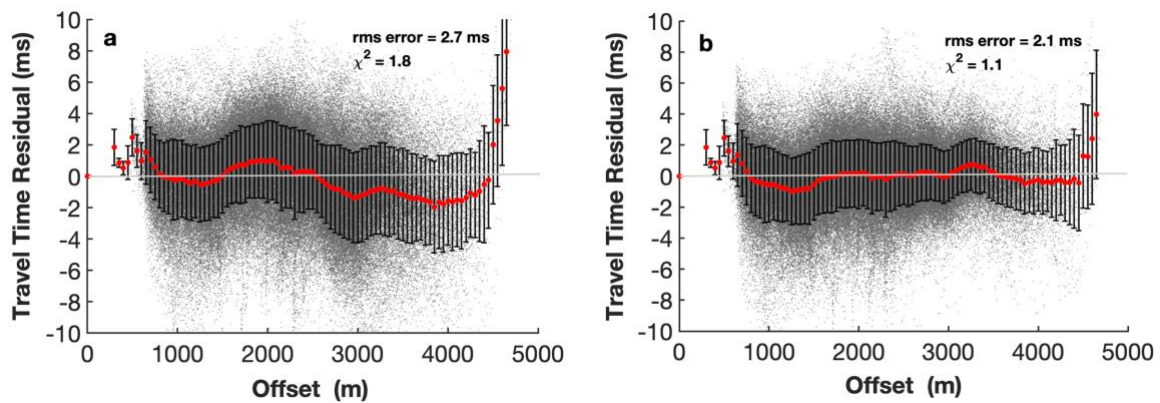 a
rms error = 2.7 ms
χ² = 1.8
Travel Time Residual (ms)
10
8
6
4
2
0
-2
-4
-6
-8
-10
0 1000 2000 3000 4000 5000
Offset (m)
b
rms error = 2.1 ms
χ² = 1.1
Travel Time Residual (ms)
10
8
6
4
2
0
-2
-4
-6
-8
-10
0 1000 2000 3000 4000 5000
Offset (m)